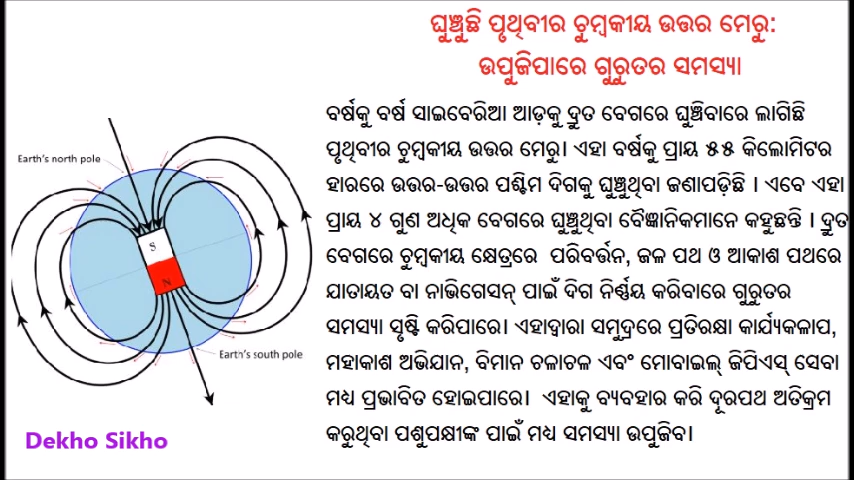 ଘୁଞ୍ଚୁଛି ପୃଥିବୀର ଚୁମ୍ବକୀୟ ଉତ୍ତର ମେରୁ:
ଉପୁଜିପାରେ ଗୁରୁତର ସମସ୍ୟା
ବର୍ଷକୁ ବର୍ଷ ସାଇବେରିଆ ଆଡ଼କୁ ଦ୍ରୁତ ବେଗରେ ଘୁଞ୍ଚିବାରେ ଲାଗିଛି
ପୃଥିବୀର ଚୁମ୍ବକୀୟ ଉତ୍ତର ମେରୁ। ଏହା ବର୍ଷକୁ ପ୍ରାୟ ୫୫ କିଲୋମିଟର
ହାରରେ ଉତ୍ତର-ଉତ୍ତର ପଶ୍ଚିମ ଦିଗକୁ ଘୁଞ୍ଚୁଥିବା ଜଣାପଡ଼ିଛି । ଏବେ ଏହା
ପ୍ରାୟ ୪ ଗୁଣ ଅଧିକ ବେଗରେ ଘୁଞ୍ଚୁଥିବା ବୈଜ୍ଞାନିକମାନେ କହୁଛନ୍ତି । ଦ୍ରୁତ
ବେଗରେ ଚୁମ୍ବକୀୟ କ୍ଷେତ୍ରରେ ପରିବର୍ତ୍ତନ, ଜଳ ପଥ ଓ ଆକାଶ ପଥରେ
ଯାତାୟତ ବା ନାଭିଗେସନ୍ ପାଇଁ ଦିଗ ନିର୍ଣ୍ଣୟ କରିବାରେ ଗୁରୁତର
ସମସ୍ୟା ସୃଷ୍ଟି କରିପାରେ। ଏହାଦ୍ୱାରା ସମୁଦ୍ରରେ ପ୍ରତିରକ୍ଷା କାର୍ଯ୍ୟକଳାପ,
ମହାକାଶ ଅଭିଯାନ, ବିମାନ ଚଳାଚଳ ଏବଂ ମୋବାଇଲ୍ ଜିପିଏସ୍ ସେବା
ମଧ୍ୟ ପ୍ରଭାବିତ ହୋଇପାରେ। ଏହାକୁ ବ୍ୟବହାର କରି ଦୂରପଥ ଅତିକ୍ରମ
କରୁଥିବା ପଶୁପକ୍ଷୀଙ୍କ ପାଇଁ ମଧ୍ୟ ସମସ୍ୟା ଉପୁଜିବ।
Earth's north pole
S
N
Earth's south pole
Dekho Sikho